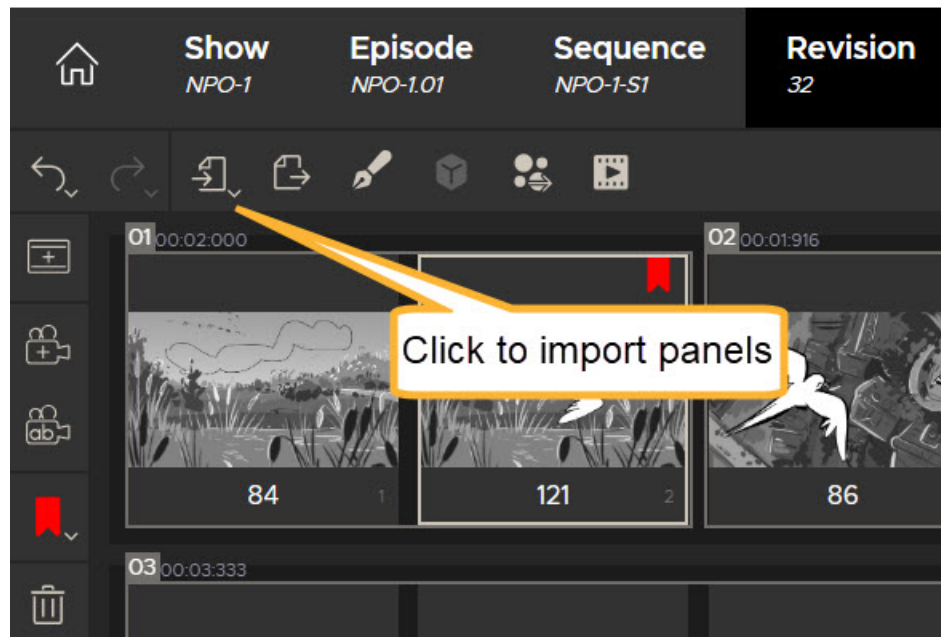 Show Episode Sequence Revision
NPO-1 NPO-1.01 NPO-1-S1 32
01 00:02:000 02 00:01:916
Click to import panels
ab
84 1 121 2 86
03 00:03:333